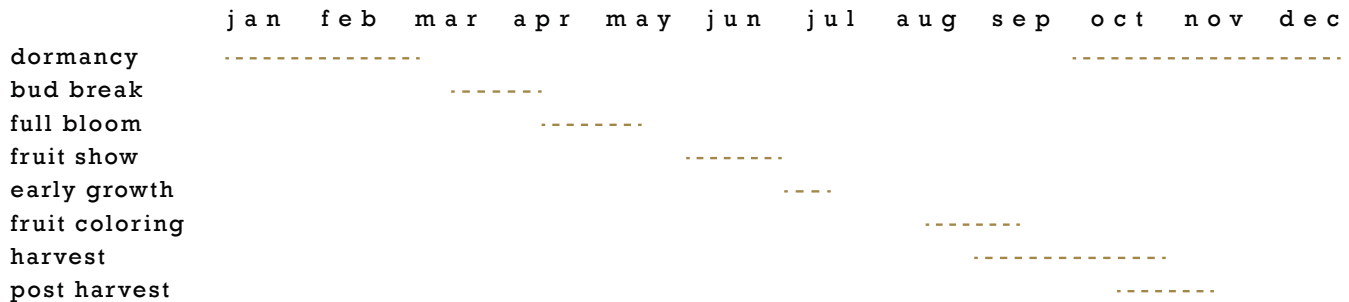 jan feb mar apr may jun jul aug sep oct nov dec
dormancy
bud break
full bloom
fruit show
early growth
fruit coloring
harvest
post harvest